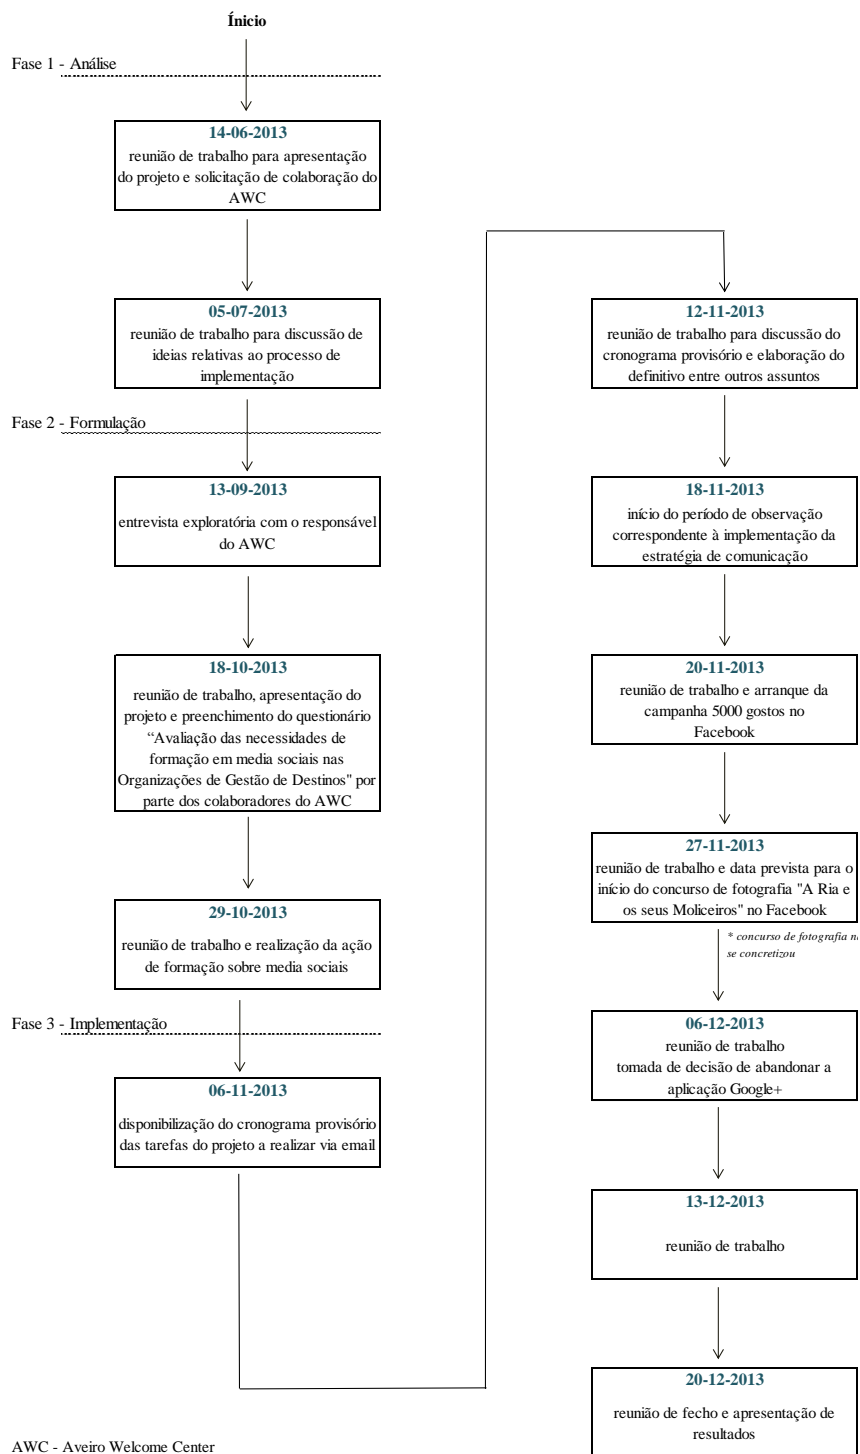 Ínicio
Fase 1 - Análise
14-06-2013
reunião de trabalho para apresentação
do projeto e solicitação de colaboração do
AWC
05-07-2013
reunião de trabalho para discussão de
ideias relativas ao processo de
implementação
Fase 2 - Formulação
13-09-2013
entrevista exploratória com o responsável
do AWC
18-10-2013
reunião de trabalho, apresentação do
projeto e preenchimento do questionário
“Avaliação das necessidades de
formação em media sociais nas
Organizações de Gestão de Destinos" por
parte dos colaboradores do AWC
29-10-2013
reunião de trabalho e realização da ação
de formação sobre media sociais
Fase 3 - Implementação
06-11-2013
disponibilização do cronograma provisório
das tarefas do projeto a realizar via email
12-11-2013
reunião de trabalho para discussão do
cronograma provisório e elaboração do
definitivo entre outros assuntos
18-11-2013
início do período de observação
correspondente à implementação da
estratégia de comunicação
20-11-2013
reunião de trabalho e arranque da
campanha 5000 gostos no
Facebook
27-11-2013
reunião de trabalho e data prevista para o
início do concurso de fotografia "A Ria e
os seus Moliceiros" no Facebook
* concurso de fotografia
se concretizou
06-12-2013
reunião de trabalho
tomada de decisão de abandonar a
aplicação Google+
13-12-2013
reunião de trabalho
20-12-2013
reunião de fecho e apresentação de
resultados
AWC - Aveiro Welcome Center